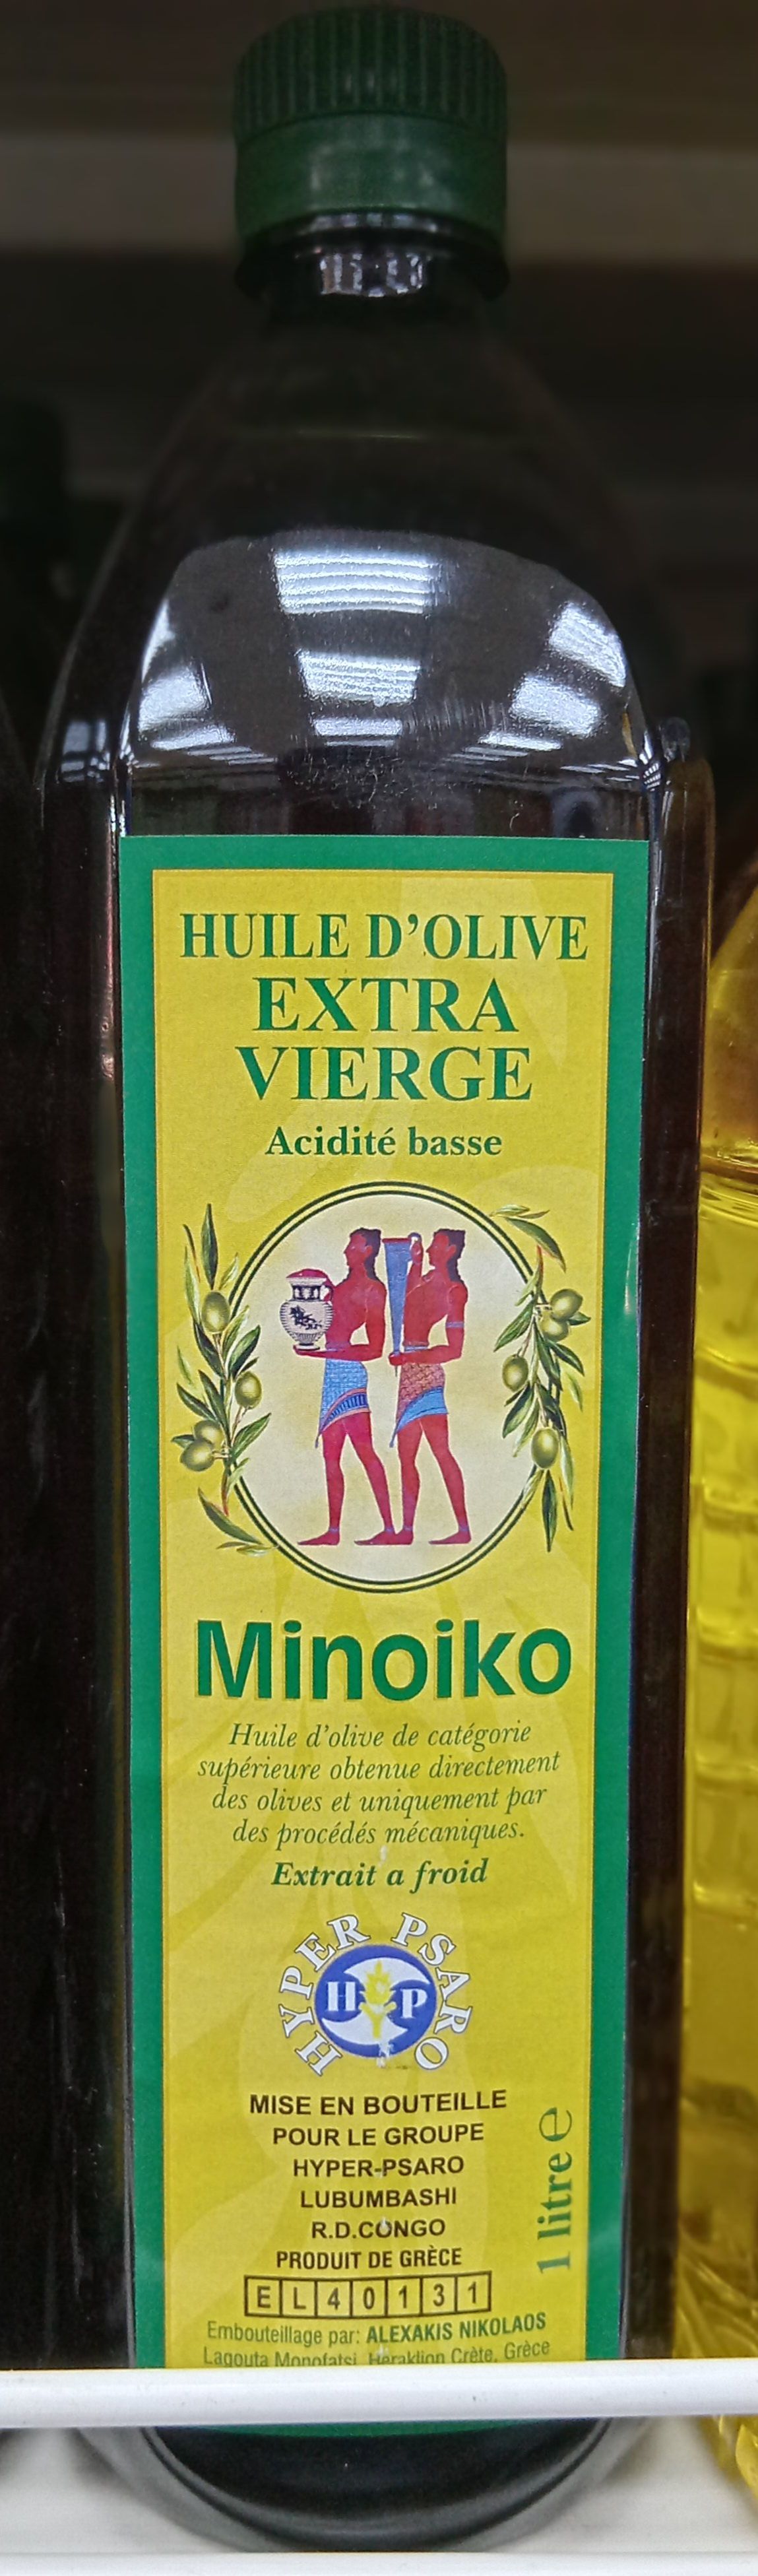 HUILE D'OLIVE
EXTRA
VIERGE
Acidité basse
Minoiko
Huile d'olive de catégorie
supérieure obtenue directement
des olives et uniquement par
des procédés mécaniques.
Extrait a froid
HYPER PSARO
H P
MISE EN BOUTEILLE
POUR LE GROUPE
HYPER-PSARO
LUBUMBASHI
R.D.CONGO
PRODUIT DE GRÈCE
1 litre ℮
EL40131
Embouteillage par: ALEXAKIS NIKOLAOS
Lagouta Monofatsi, Heraklion Crète, Grèce